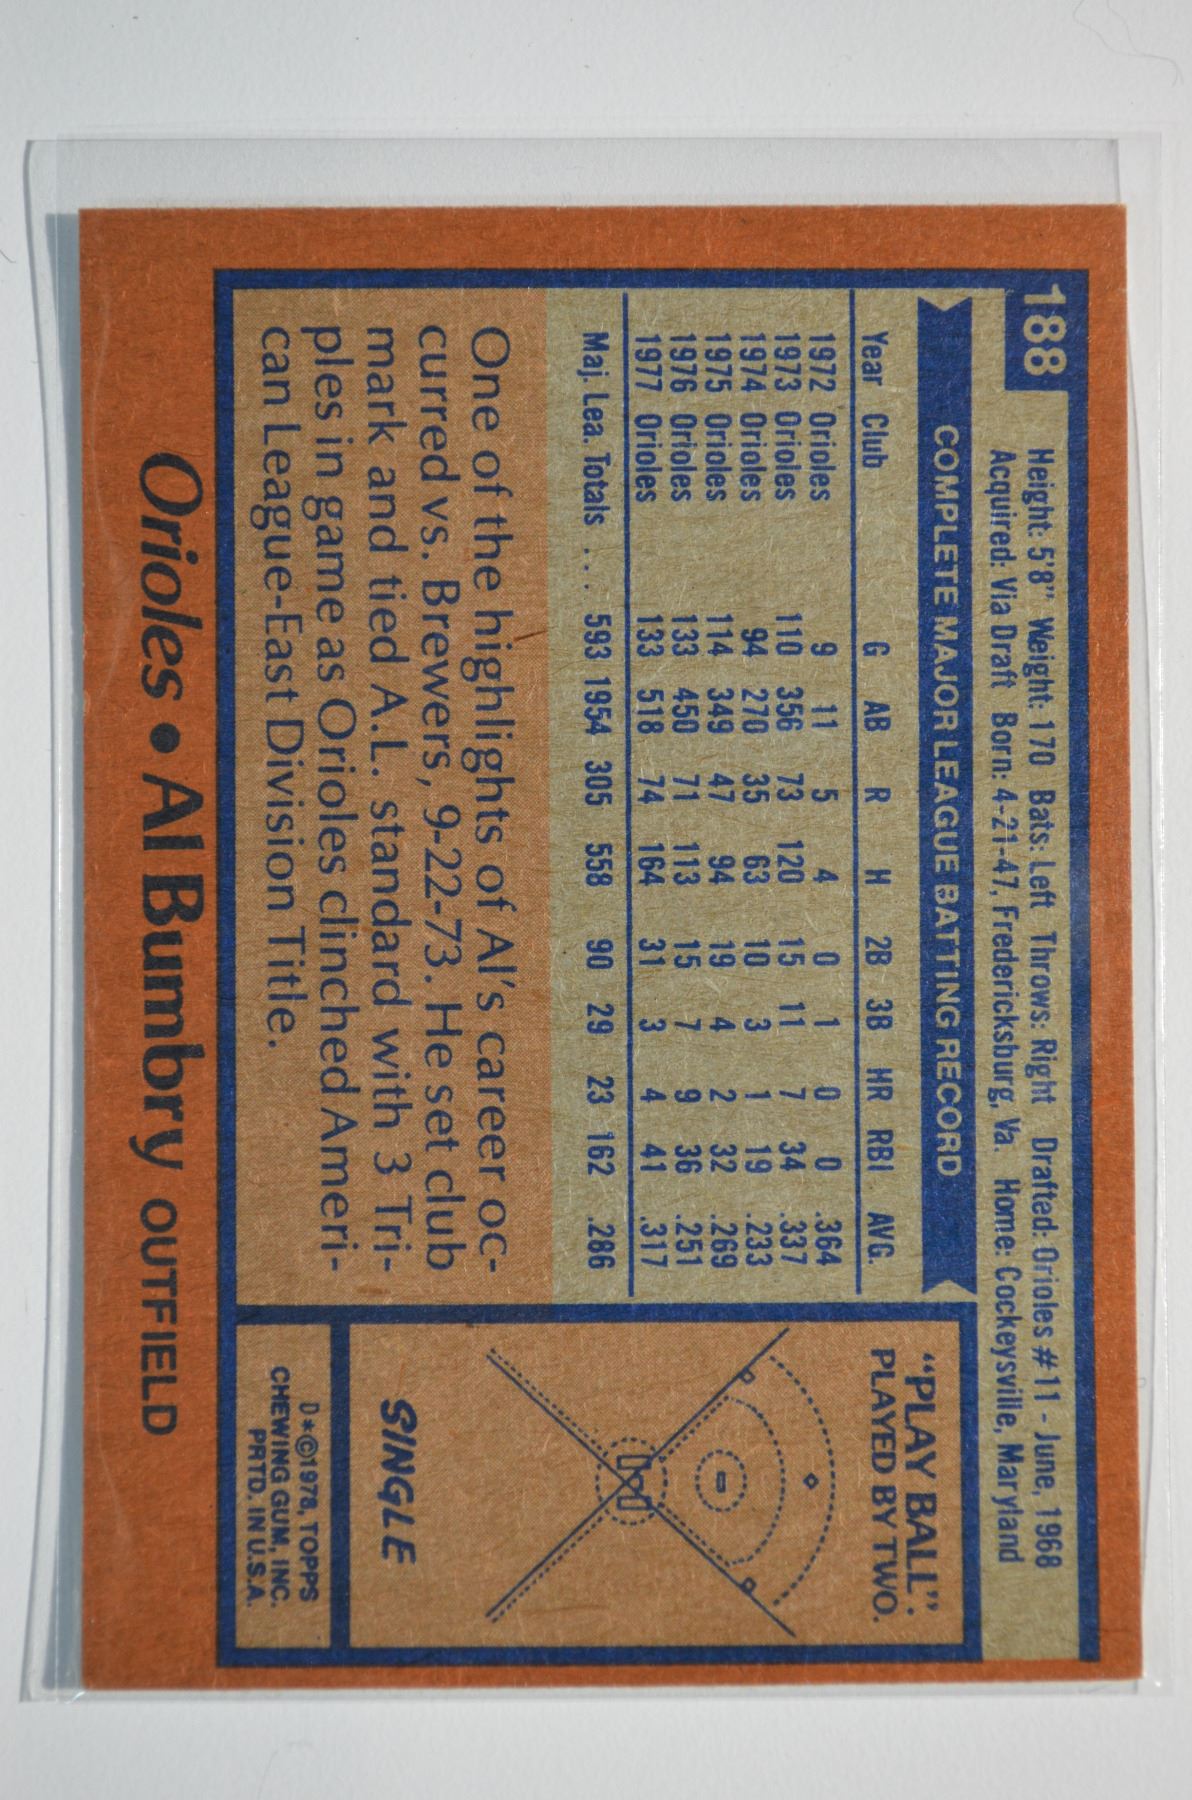 188
Height: 5'8" Weight: 170 Bats: Left Throws: Right Drafted: Orioles #11 - June, 1968
Acquired: Via Draft Born: 4-21-47, Fredericksburg, Va. Home: Cockeysville, Maryland
COMPLETE MAJOR LEAGUE BATTING RECORD
Year Club G AB R H 2B 3B HR RBI AVG.
1972 Orioles 9 11 5 4 0 1 0 0 .364
1973 Orioles 110 356 73 120 15 11 7 34 .337
1974 Orioles 94 270 35 63 10 3 1 19 .233
1975 Orioles 114 349 47 94 19 4 2 32 .269
1976 Orioles 133 450 71 113 15 7 9 36 .251
1977 Orioles 133 518 74 164 31 3 4 41 .317
Maj. Lea. Totals . . . 593 1954 305 558 90 29 23 162 .286
One of the highlights of Al's career oc-
curred vs. Brewers, 9-22-73. He set club
mark and tied A.L. standard with 3 Tri-
ples in game as Orioles clinched Ameri-
can League-East Division Title.
"PLAY BALL":
PLAYED BY TWO.
SINGLE
D*©1978, TOPPS
CHEWING GUM, INC.
PRTD. IN U.S.A.
Orioles • Al Bumbry OUTFIELD